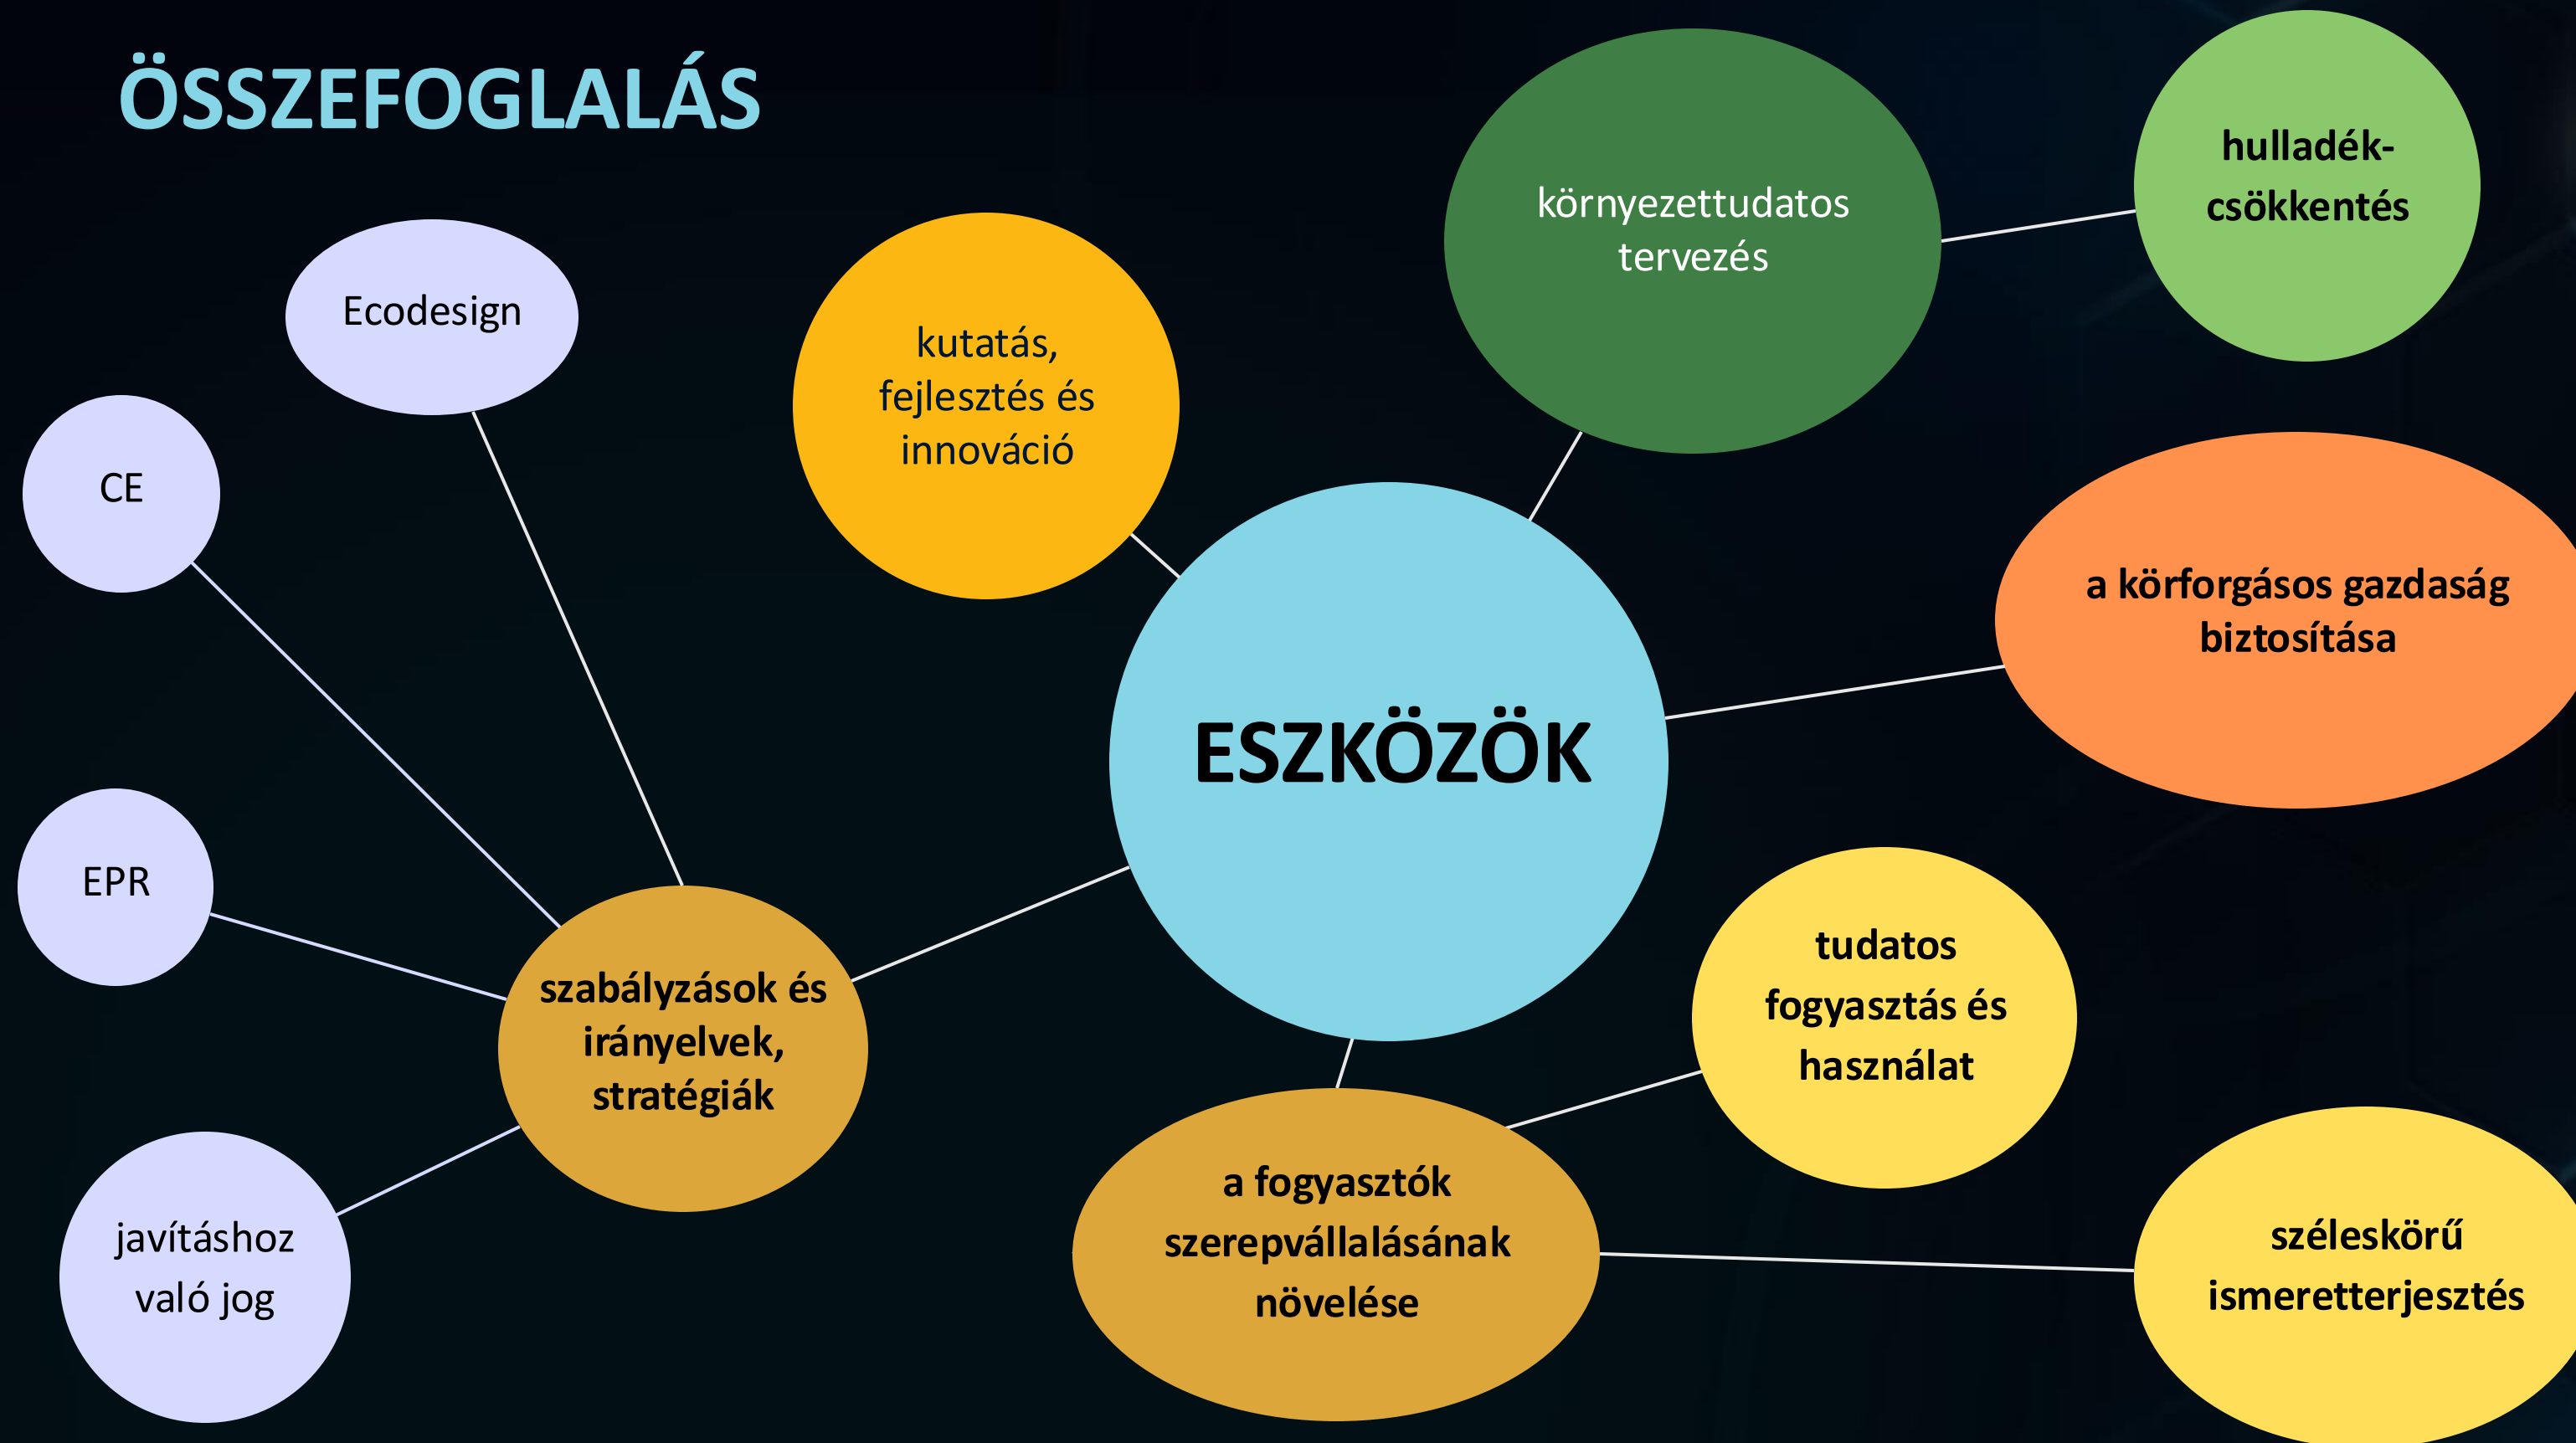 ÖSSZEFOGLALÁS
hulladék-
csökkentés
környezettudatos
tervezés
Ecodesign
kutatás,
fejlesztés és
innováció
CE
a körforgásos gazdaság
biztosítása
ESZKÖZÖK
EPR
tudatos
fogyasztás és
használat
szabályzások és
irányelvek,
stratégiák
a fogyasztók
szerepvállalásának
növelése
javításhoz
való jog
széleskörű
ismeretterjesztés